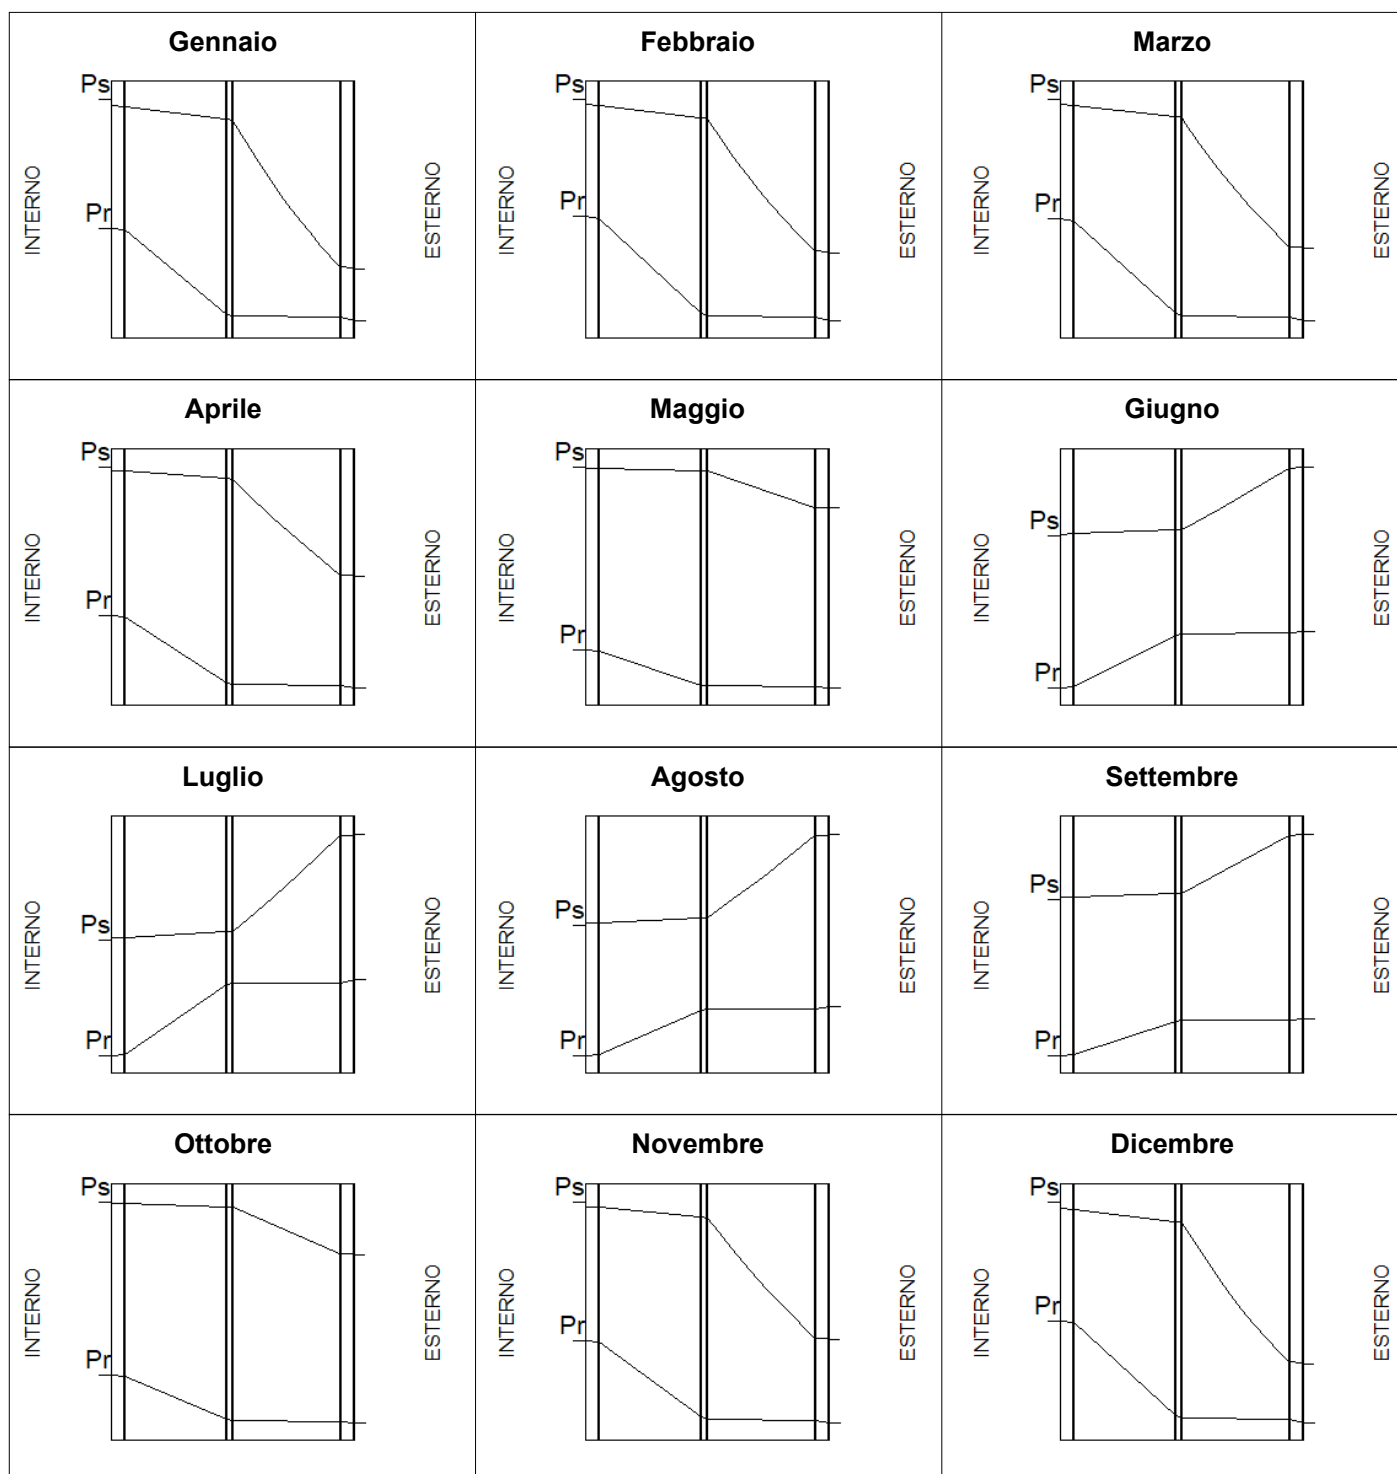 Gennaio
Ps
Pr
INTERNO
ESTERNO
Febbraio
Ps
Pr
INTERNO
ESTERNO
Marzo
Ps
Pr
INTERNO
ESTERNO
Aprile
Ps
Pr
INTERNO
ESTERNO
Maggio
Ps
Pr
INTERNO
ESTERNO
Giugno
Ps
Pr
INTERNO
ESTERNO
Luglio
Ps
Pr
INTERNO
ESTERNO
Agosto
Ps
Pr
INTERNO
ESTERNO
Settembre
Ps
Pr
INTERNO
ESTERNO
Ottobre
Ps
Pr
INTERNO
ESTERNO
Novembre
Ps
Pr
INTERNO
ESTERNO
Dicembre
Ps
Pr
INTERNO
ESTERNO